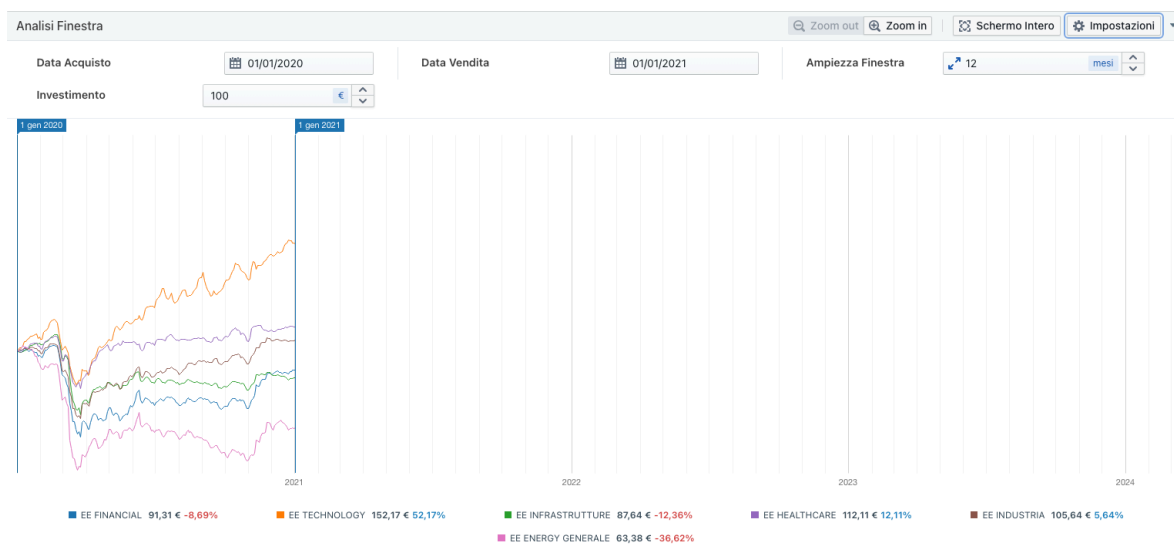 Analisi Finestra
Zoom out Zoom in Schermo Intero Impostazioni
Data Acquisto 01/01/2020 Data Vendita 01/01/2021 Ampiezza Finestra 12 mesi
Investimento 100 €
1 gen 2020 1 gen 2021
2021 2022 2023 2024
EE FINANCIAL 91,31 € -8,69% EE TECHNOLOGY 152,17 € 52,17% EE INFRASTRUTTURE 87,64 € -12,36% EE HEALTHCARE 112,11 € 12,11% EE INDUSTRIA 105,64 € 5,64%
EE ENERGY GENERALE 63,38 € -36,62%